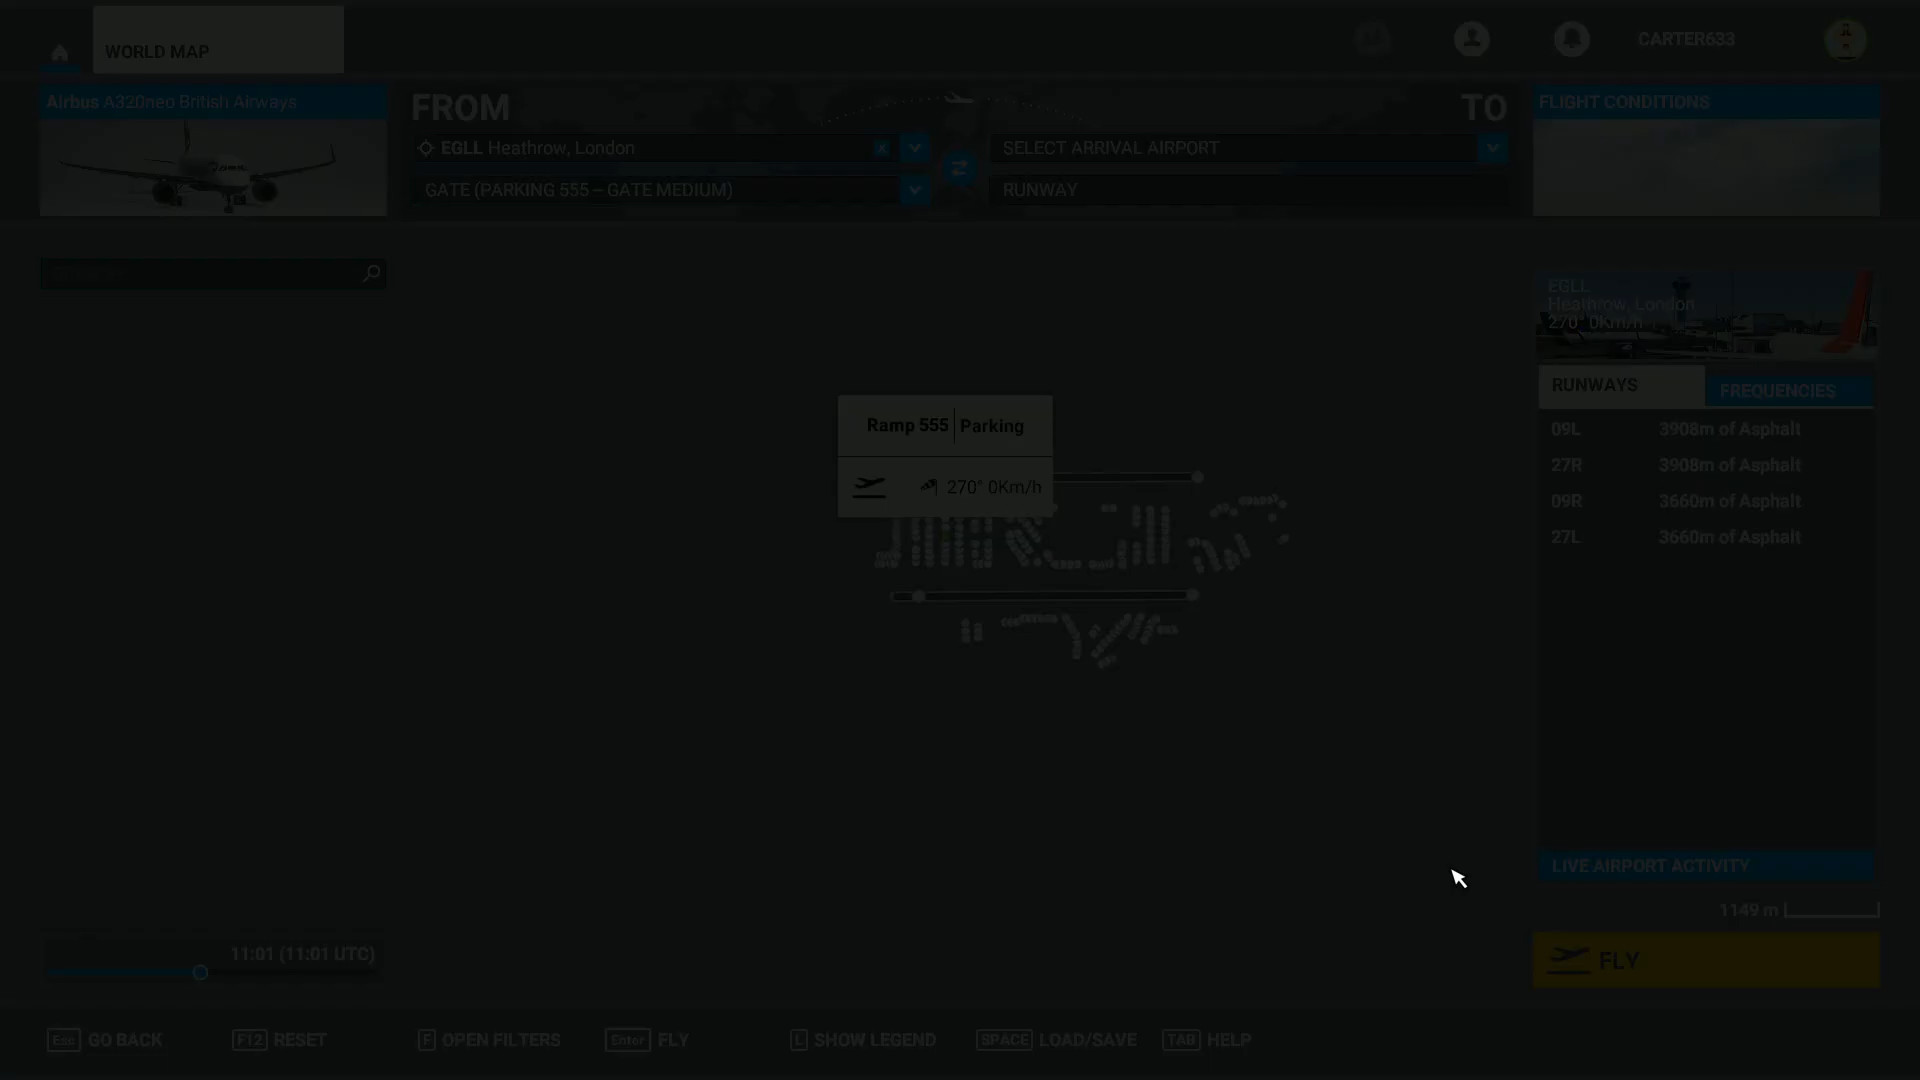 WORLD MAP
CARTER633
Airbus A320neo British Airways
FROM
TO
FLIGHT CONDITIONS
EGLL Heathrow, London
x
SELECT ARRIVAL AIRPORT
GATE (PARKING 555 – GATE MEDIUM)
RUNWAY
EGLL
Heathrow, London
270° 0Km/h
RUNWAYS
FREQUENCIES
Ramp 555 | Parking
270° 0Km/h
09L 3908m of Asphalt
27R 3908m of Asphalt
09R 3660m of Asphalt
27L 3660m of Asphalt
LIVE AIRPORT ACTIVITY
1149 m
11:01 (11:01 UTC)
FLY
Esc GO BACK
F12 RESET
F OPEN FILTERS
Enter FLY
L SHOW LEGEND
SPACE LOAD/SAVE
TAB HELP